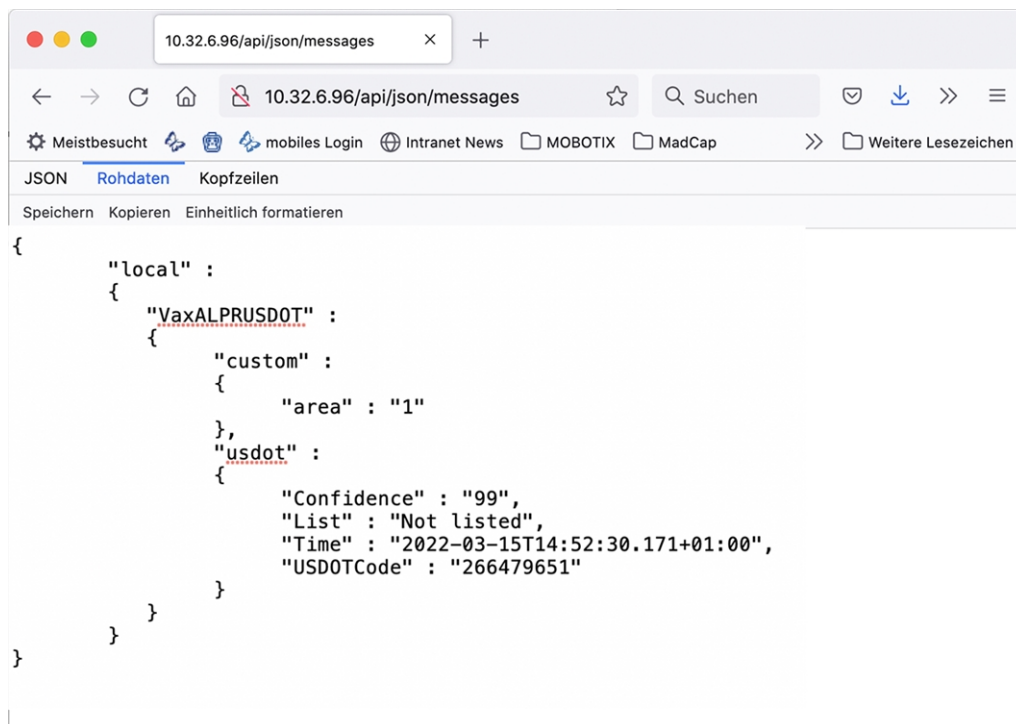 10.32.6.96/api/json/messages
10.32.6.96/api/json/messages
Suchen
Meistbesucht mobiles Login Intranet News MOBOTIX MadCap Weitere Lesezeichen
JSON Rohdaten Kopfzeilen
Speichern Kopieren Einheitlich formatieren
{
"local" :
{
"VaxALPRUSDOT" :
{
"custom" :
{
"area" : "1"
},
"usdot" :
{
"Confidence" : "99",
"List" : "Not listed",
"Time" : "2022-03-15T14:52:30.171+01:00",
"USDOTCode" : "266479651"
}
}
}
}